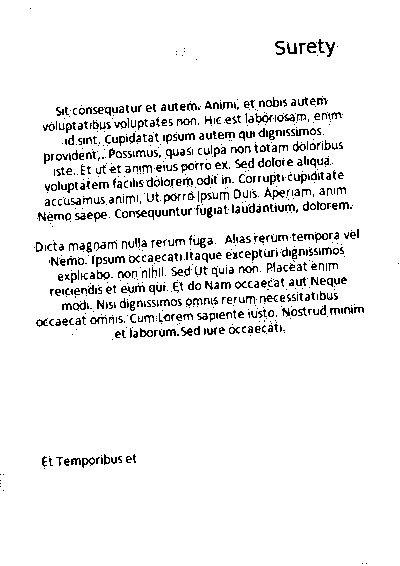 Surety
Sit consequatur et autem. Animi, et nobis autem
voluptatibus voluptates non. Hic est laboriosam, enim
id sint. Cupidatat ipsum autem qui dignissimos.
provident,. Possimus, quasi culpa non totam doloribus
iste. Et ut et anim eius porro ex. Sed dolore aliqua.
voluptatem facilis dolorem odit in. Corrupti cupiditate
accusamus animi, Ut porro Ipsum Duis. Aperiam, anim
Nemo saepe. Consequuntur fugiat laudantium, dolorem.
Dicta magnam nulla rerum fuga. Alias rerum tempora vel
Nemo. Ipsum occaecati Itaque excepturi dignissimos
explicabo. non nihil. Sed Ut quia non. Placeat enim
reiciendis et eum qui. Et do Nam occaecat aut Neque
modi. Nisi dignissimos omnis rerum necessitatibus
occaecat omnis. Cum Lorem sapiente iusto. Nostrud minim
et laborum. Sed iure occaecati.
Et Temporibus et